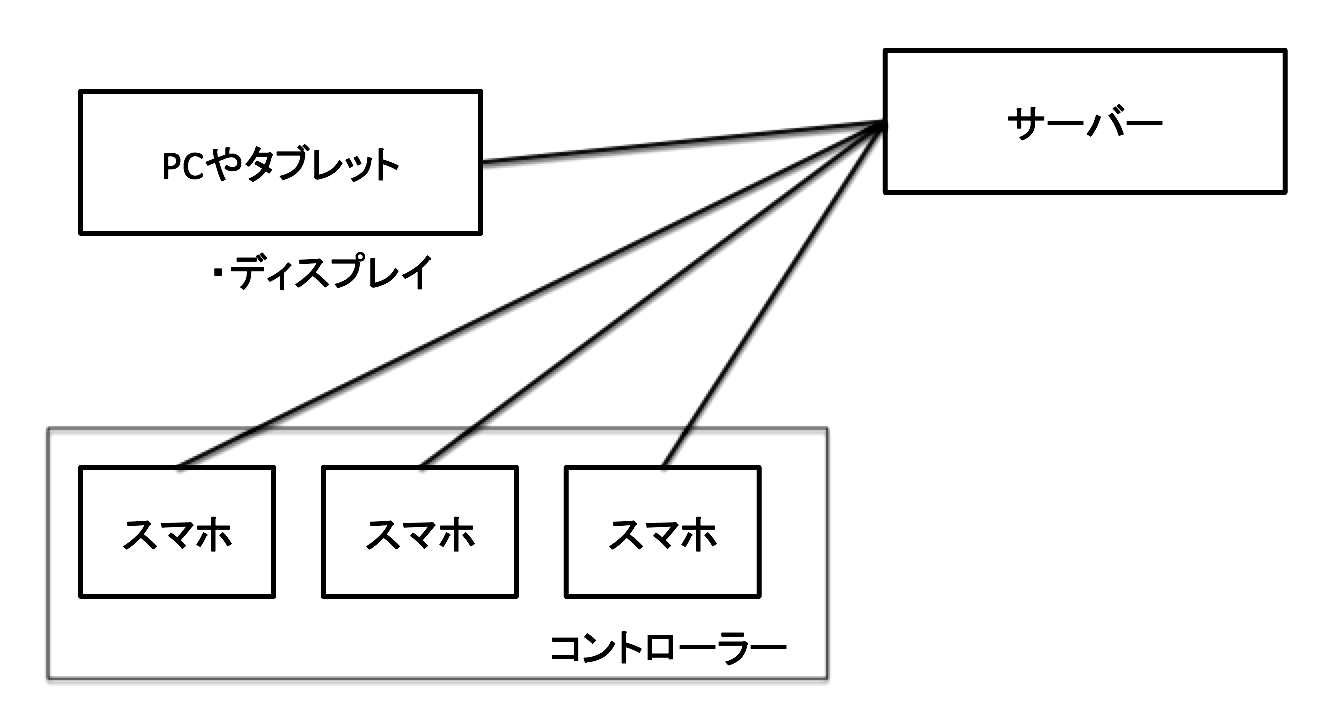 サーバー
PCやタブレット
・ディスプレイ
スマホ
スマホ
スマホ
コントローラー